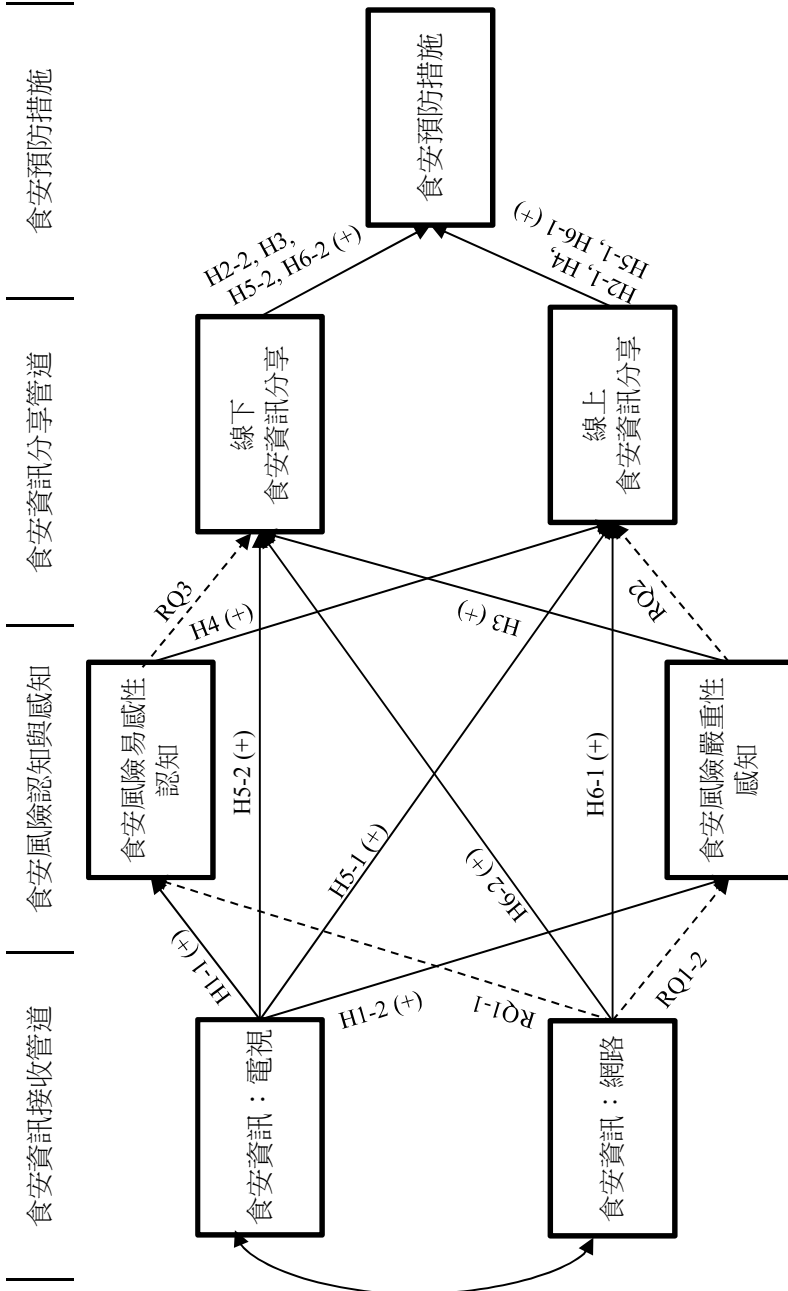 食安資訊接收管道
食安風險認知與感知
食安資訊分享管道
食安預防措施
食安資訊：電視
食安資訊：網路
H1-1 (+)
H1-2 (+)
RQ1-1
RQ1-2
食安風險易感性
認知
食安風險嚴重性
感知
H5-2 (+)
H5-1 (+)
H6-2 (+)
H6-1 (+)
RQ3
H4 (+)
H3 (+)
RQ2
線下
食安資訊分享
線上
食安資訊分享
H2-2, H3,
H5-2, H6-2 (+)
H2-1, H4,
H5-1, H6-1 (+)
食安預防措施